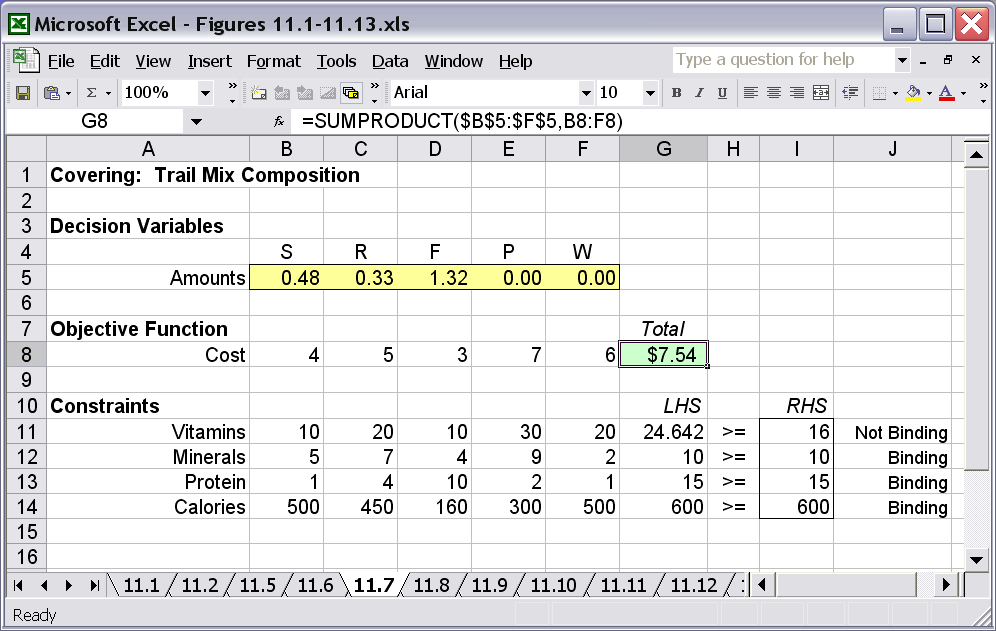 Microsoft Excel - Figures 11.1-11.13.xls
File Edit View Insert Format Tools Data Window Help Type a question for help
Σ 100% » Arial 10 B I U A »
G8 fx =SUMPRODUCT($B$5:$F$5,B8:F8)
A B C D E F G H I J
1 Covering: Trail Mix Composition
2
3 Decision Variables
4 S R F P W
5 Amounts 0.48 0.33 1.32 0.00 0.00
6
7 Objective Function Total
8 Cost 4 5 3 7 6 $7.54
9
10 Constraints LHS RHS
11 Vitamins 10 20 10 30 20 24.642 >= 16 Not Binding
12 Minerals 5 7 4 9 2 10 >= 10 Binding
13 Protein 1 4 10 2 1 15 >= 15 Binding
14 Calories 500 450 160 300 500 600 >= 600 Binding
15
16
11.1 11.2 11.5 11.6 11.7 11.8 11.9 11.10 11.11 11.12
Ready